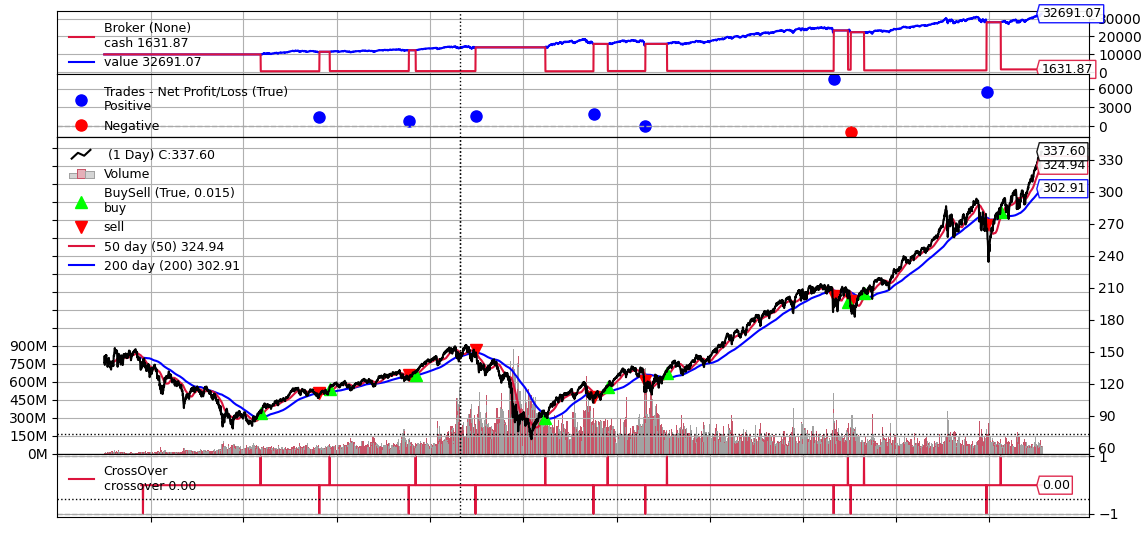 Broker (None)
cash 1631.87
value 32691.07
32691.07
30000
20000
10000
1631.87
0
Trades - Net Profit/Loss (True)
Positive
Negative
6000
3000
0
(1 Day) C:337.60
Volume
BuySell (True, 0.015)
buy
sell
50 day (50) 324.94
200 day (200) 302.91
337.60
330
324.94
302.91
300
270
240
210
180
150
120
90
60
900M
750M
600M
450M
300M
150M
0M
CrossOver
crossover 0.00
1
0.00
−1